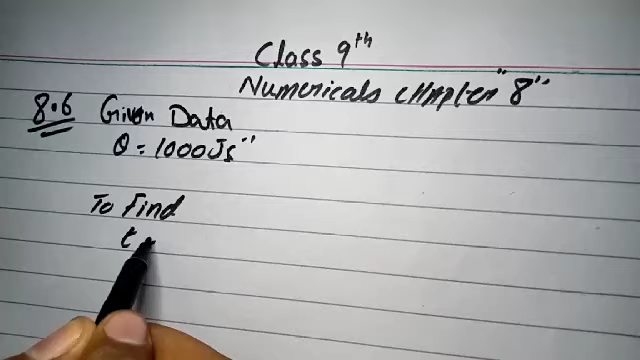 Class 9th
Numericals chapter "8"
8.6 Given Data
Q = 1000Js⁻¹
To Find
t